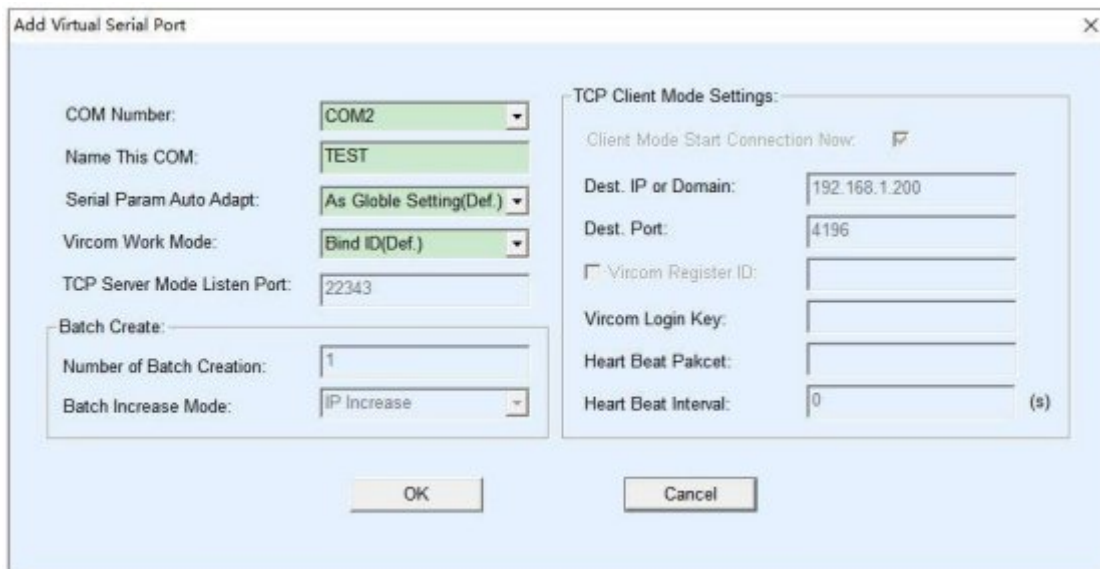 Add Virtual Serial Port
COM Number: COM2
Name This COM: TEST
Serial Param Auto Adapt: As Globle Setting(Def.)
Vircom Work Mode: Bind ID(Def.)
TCP Server Mode Listen Port: 22343
Batch Create:
Number of Batch Creation: 1
Batch Increase Mode: IP Increase
TCP Client Mode Settings:
Client Mode Start Connection Now:
Dest. IP or Domain: 192.168.1.200
Dest. Port: 4196
Vircom Register ID:
Vircom Login Key:
Heart Beat Pakcet:
Heart Beat Interval: 0 (s)
OK
Cancel